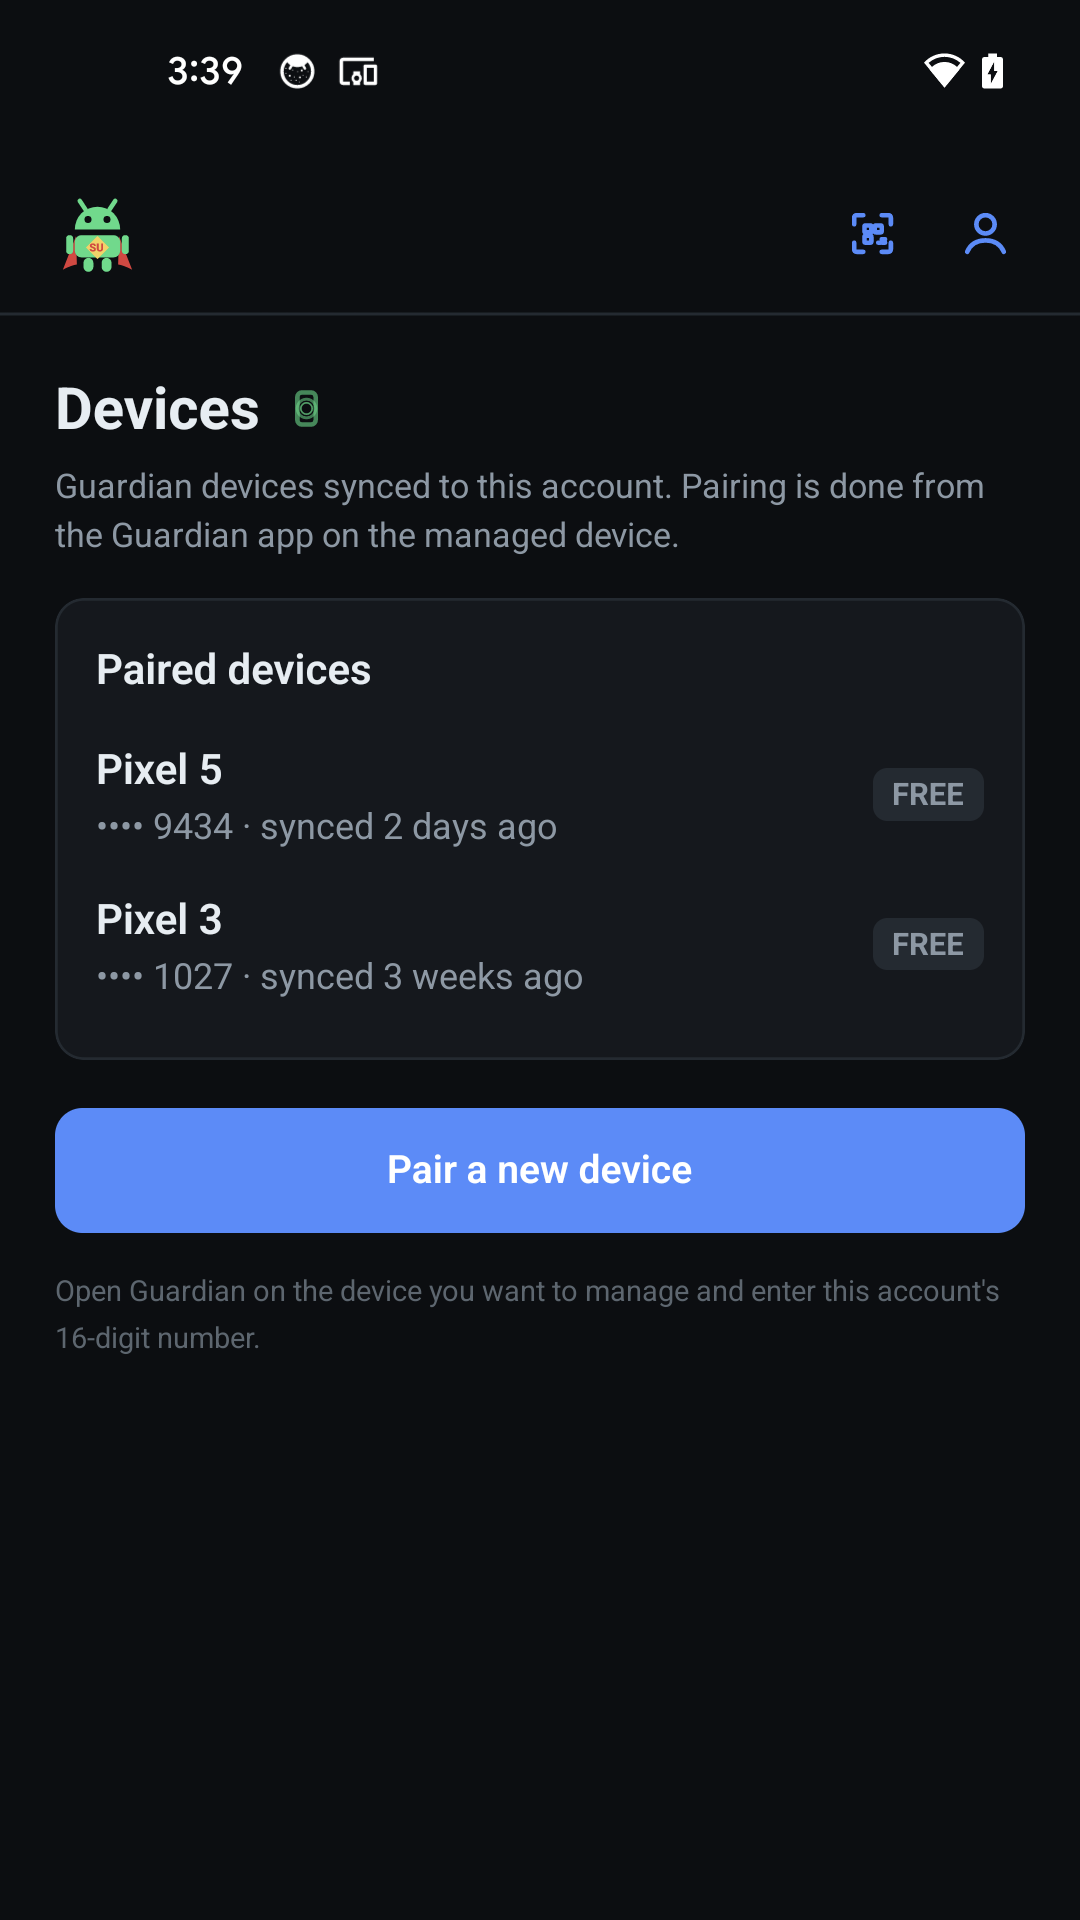 3:39
SU
Devices
Guardian devices synced to this account. Pairing is done from
the Guardian app on the managed device.
Paired devices
Pixel 5
•••• 9434 · synced 2 days ago
FREE
Pixel 3
•••• 1027 · synced 3 weeks ago
FREE
Pair a new device
Open Guardian on the device you want to manage and enter this account's
16-digit number.